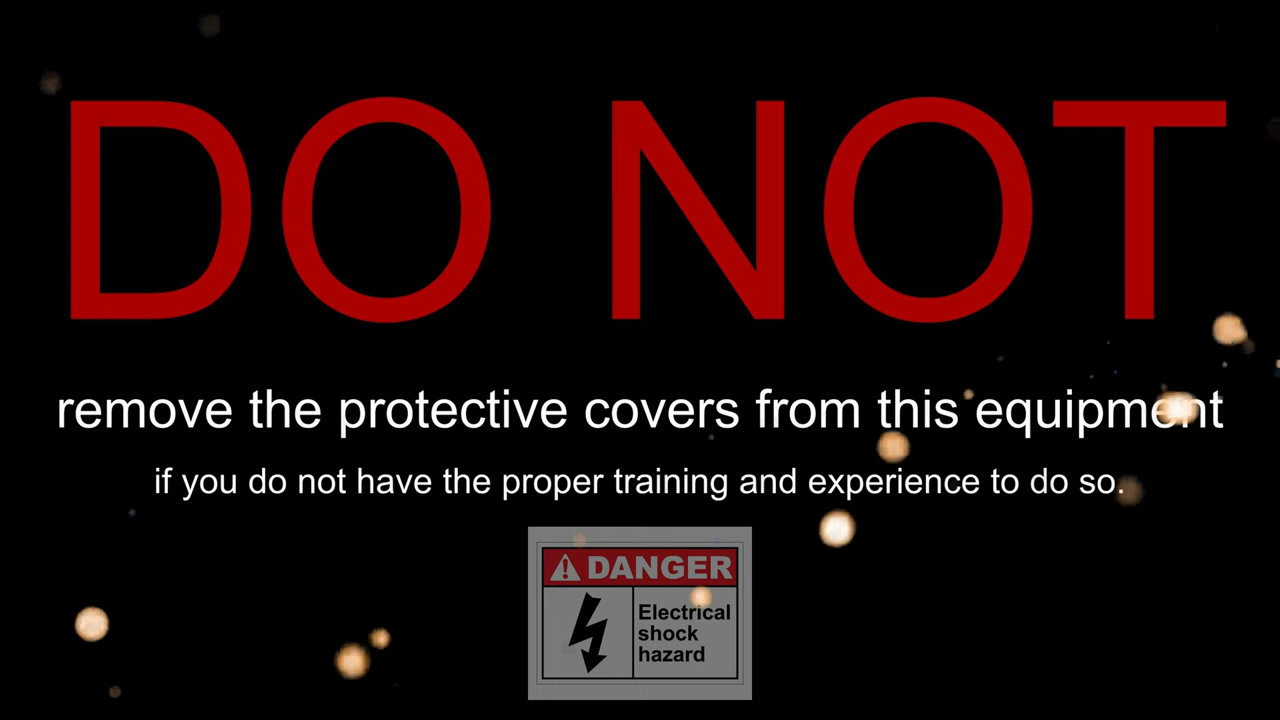 DO NOT
remove the protective covers from this equipment
if you do not have the proper training and experience to do so.
DANGER
Electrical
shock
hazard